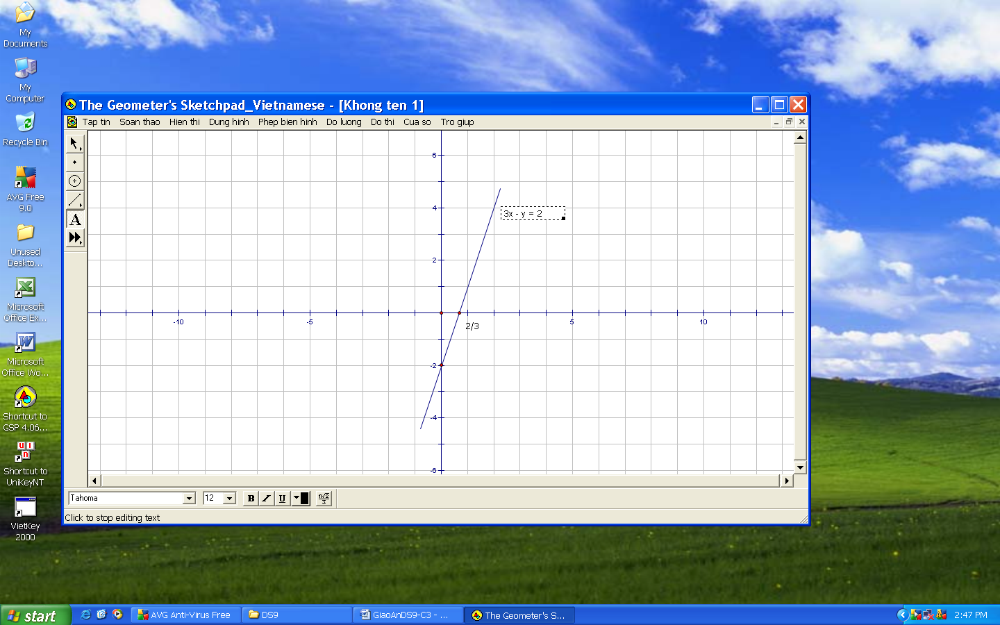 My
Documents
My
Computer
Recycle Bin
AVG Free
9.0
Unused
Deskto...
Microsoft
Office Ex...
Microsoft
Office Wo...
Shortcut to
GSP 4.06...
Shortcut to
UniKeyNT
VietKey
2000
The Geometer's Sketchpad_Vietnamese - [Khong ten 1]
Tap tin Soan thao Hien thi Dung hinh Phep bien hinh Do luong Do thi Cua so Tro giup
A
6
4
3x - y = 2
2
-10 -5 5 10
2/3
-2
-4
-6
Tahoma 12 B I U
Click to stop editing text
start AVG Anti-Virus Free DS9 GiaoAnDS9-C3 - ... The Geometer's S... 2:47 PM